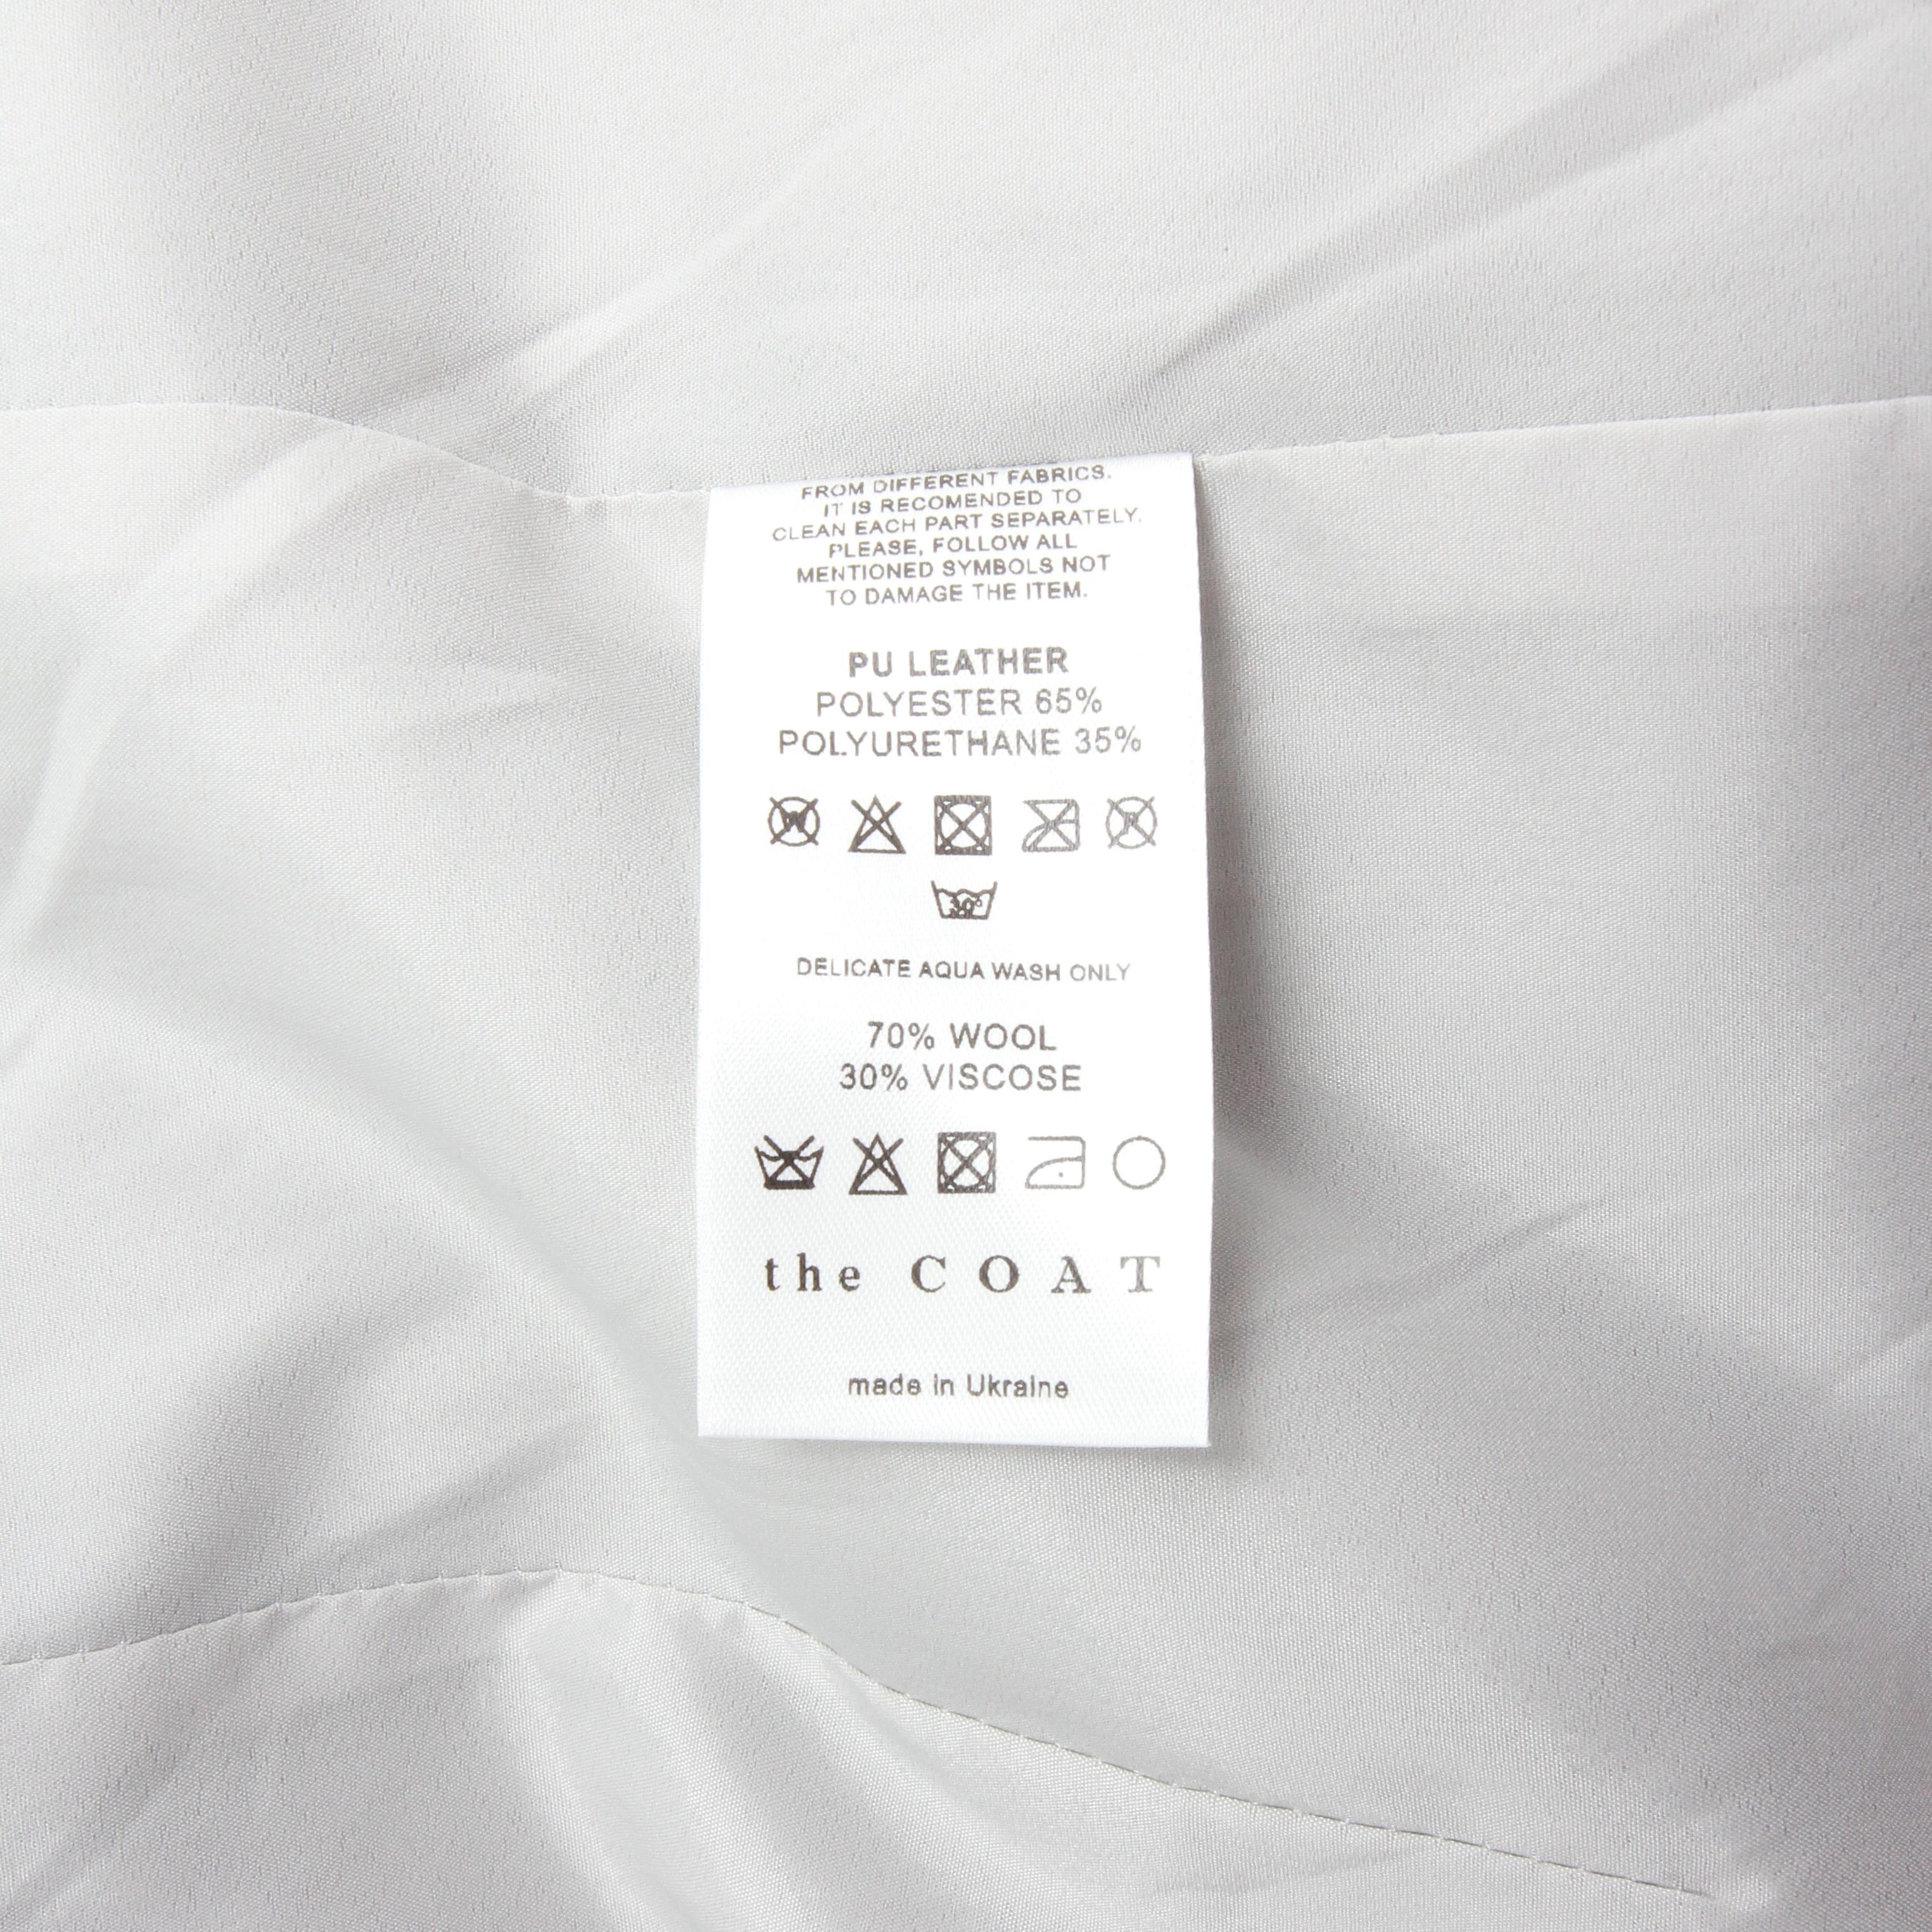 FROM DIFFERENT FABRICS.
IT IS RECOMENDED TO
CLEAN EACH PART SEPARATELY.
PLEASE, FOLLOW ALL
MENTIONED SYMBOLS NOT
TO DAMAGE THE ITEM.
PU LEATHER
POLYESTER 65%
POLYURETHANE 35%
W P
30°
DELICATE AQUA WASH ONLY
70% WOOL
30% VISCOSE
the COAT
made in Ukraine